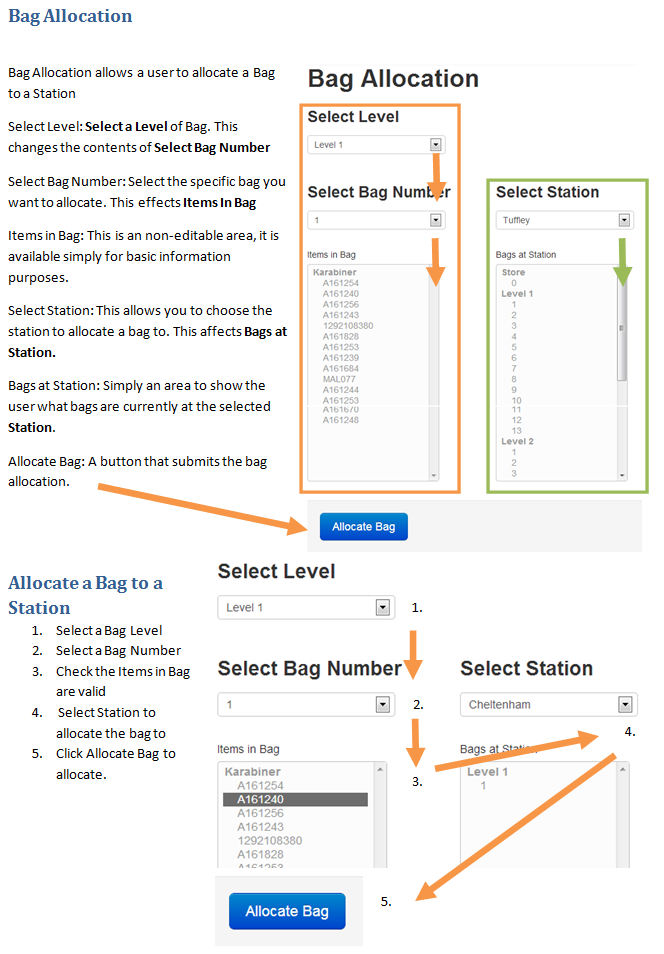 Bag Allocation
Bag Allocation allows a user to allocate a Bag
to a Station
Select Level: Select a Level of Bag. This
changes the contents of Select Bag Number
Select Bag Number: Select the specific bag you
want to allocate. This effects Items In Bag
Items in Bag: This is an non-editable area, it is
available simply for basic information
purposes.
Select Station: This allows you to choose the
station to allocate a bag to. This affects Bags at
Station.
Bags at Station: Simply an area to show the
user what bags are currently at the selected
Station.
Allocate Bag: A button that submits the bag
allocation.
Bag Allocation
Select Level
Level 1
Select Bag Number
1
Items in Bag
Karabiner
A161254
A161240
A161256
A161243
1292108380
A161828
A161253
A161239
A161684
MAL077
A161244
A161253
A161670
A161248
Select Station
Tuffley
Bags at Station
Store
0
Level 1
1
2
3
4
5
6
7
8
9
10
11
12
13
Level 2
1
2
3
Allocate Bag
Allocate a Bag to a
Station
1. Select a Bag Level
2. Select a Bag Number
3. Check the Items in Bag
are valid
4. Select Station to
allocate the bag to
5. Click Allocate Bag to
allocate.
Select Level
Level 1
1.
Select Bag Number
1
2.
Items in Bag
Karabiner
A161254
A161240
A161256
A161243
1292108380
A161828
A161253
3.
Select Station
Cheltenham
4.
Bags at Station
Level 1
1
Allocate Bag
5.